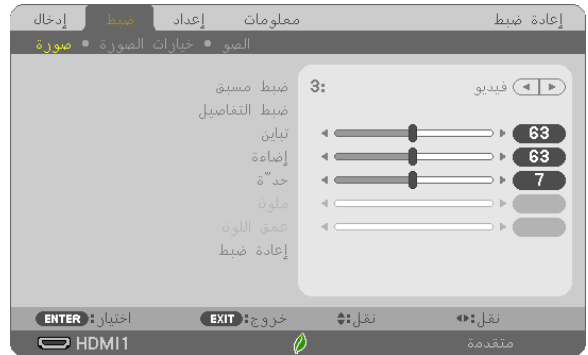 إدخال ضبط إعداد معلومات إعادة ضبط
صورة • خيارات الصورة • الصو
ضبط مسبق 3: فيديو
ضبط التفاصيل
تباين 63
إضاءة 63
حدّة 7
ملون
عمق اللون
إعادة ضبط
ENTER: اختيار EXIT: خروج نقل: نقل:
HDMI1 متقدمة